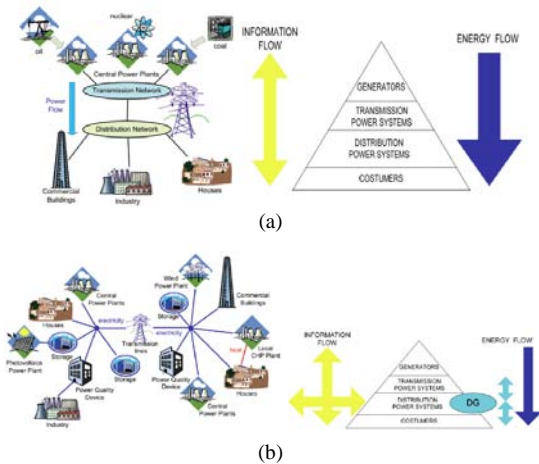 nuclear
oil
coal
Central Power Plants
Transmission Network
Power
Flow
Distribution Network
Commercial
Buildings
Industry
Houses
INFORMATION
FLOW
ENERGY FLOW
GENERATORS
TRANSMISSION
POWER SYSTEMS
DISTRIBUTION
POWER SYSTEMS
COSTUMERS
(a)
Wind
Power Plant
Commercial
Buildings
Central
Power Plants
Houses
Storage
electricity
Transmission
lines
electricity
Storage
Photovoltaics
Power Plant
Storage
heat
Local
CHP Plant
Power Quality
Device
Power Quality
Device
Houses
Industry
Central
Power Plants
INFORMATION
FLOW
ENERGY FLOW
GENERATORS
TRANSMISSION
POWER SYSTEMS
DISTRIBUTION
POWER SYSTEMS
COSTUMERS
DG
(b)